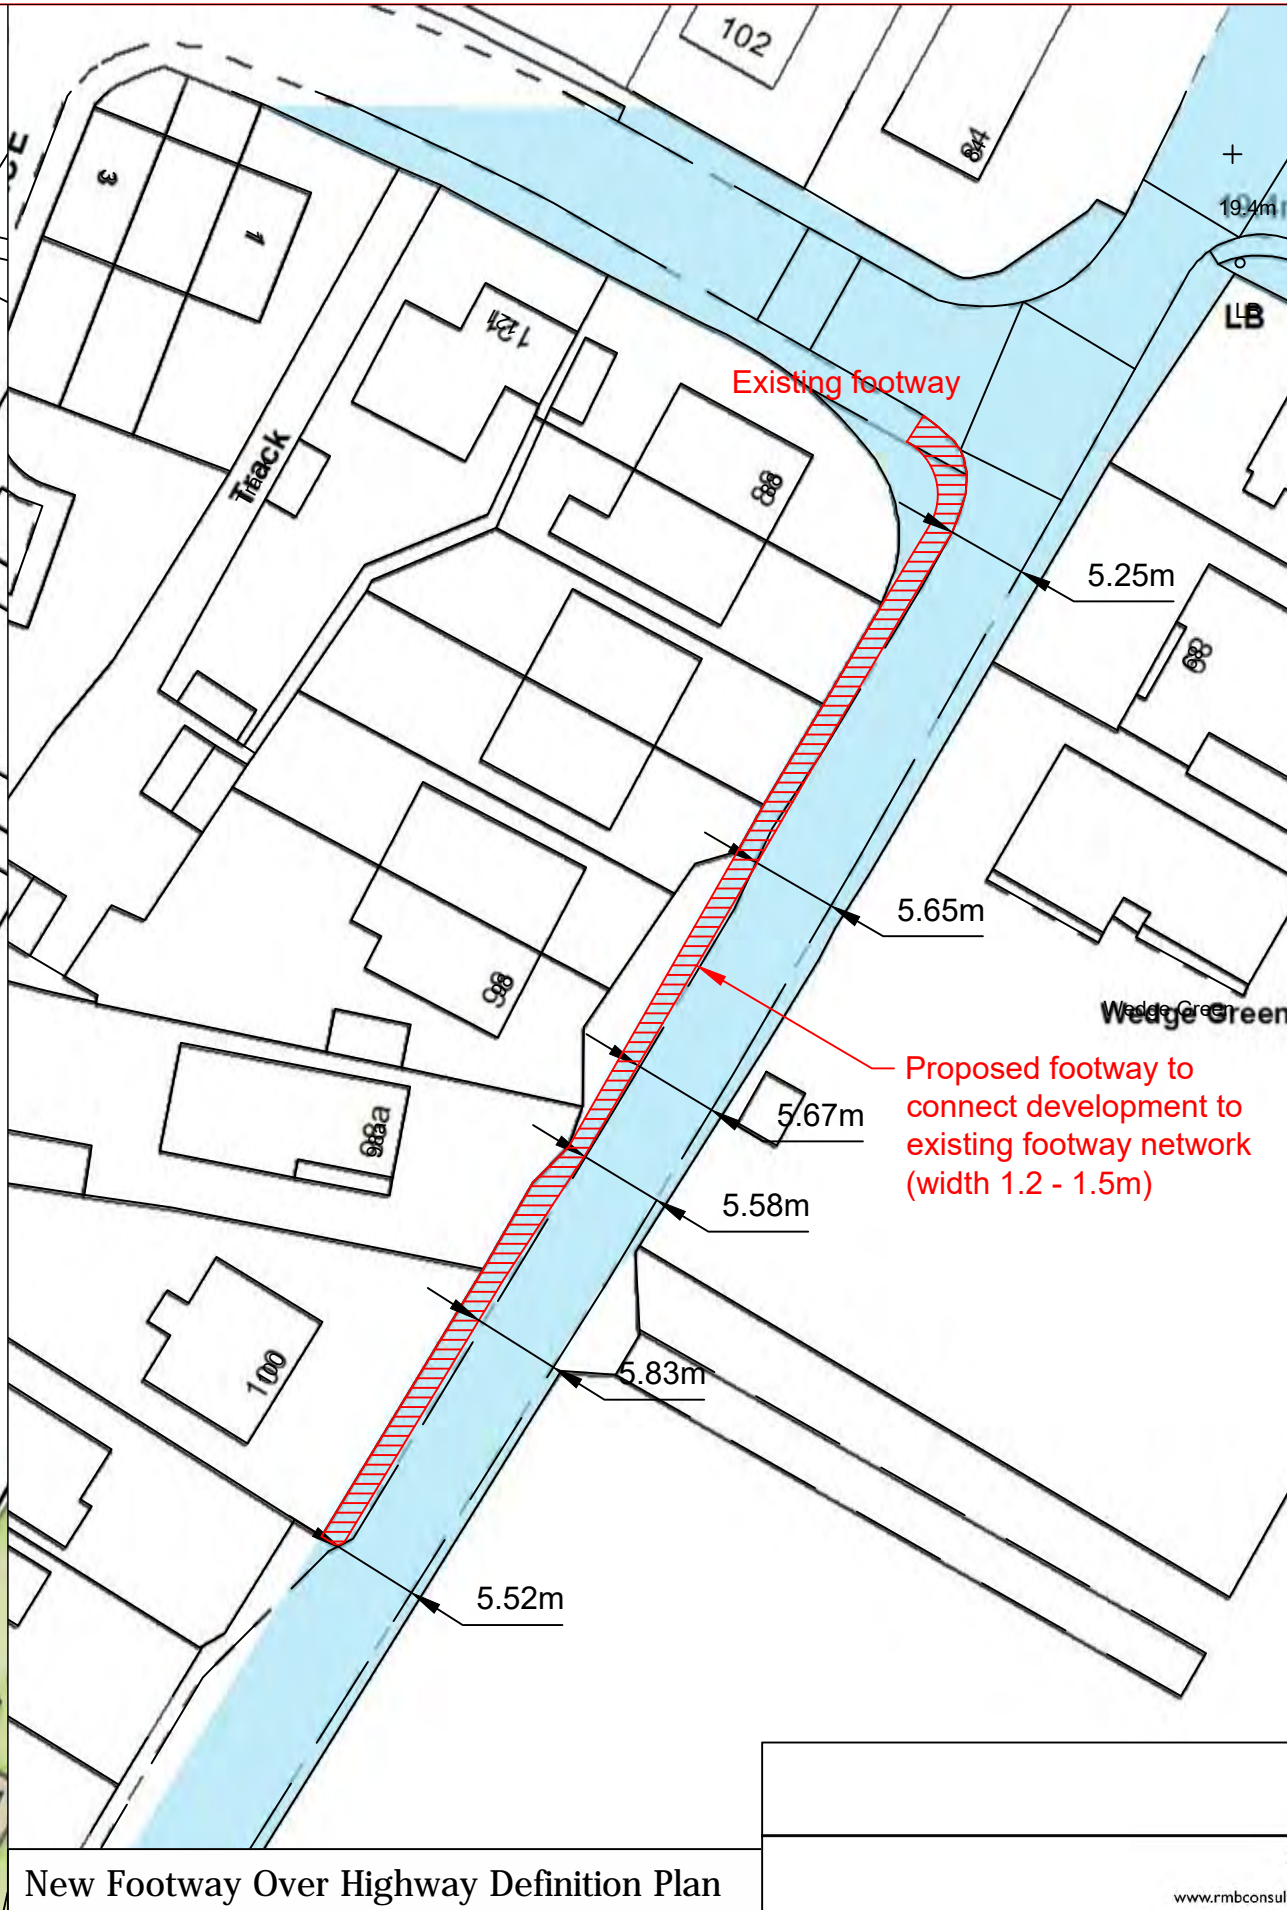 102
84
3
1
19.4m
LB
121
Existing footway
Track
88
5.25m
68
5.65m
98
Wedge Green
Proposed footway to
connect development to
existing footway network
(width 1.2 - 1.5m)
5.67m
98a
5.58m
100
5.83m
5.52m
New Footway Over Highway Definition Plan
www.rmbconsul